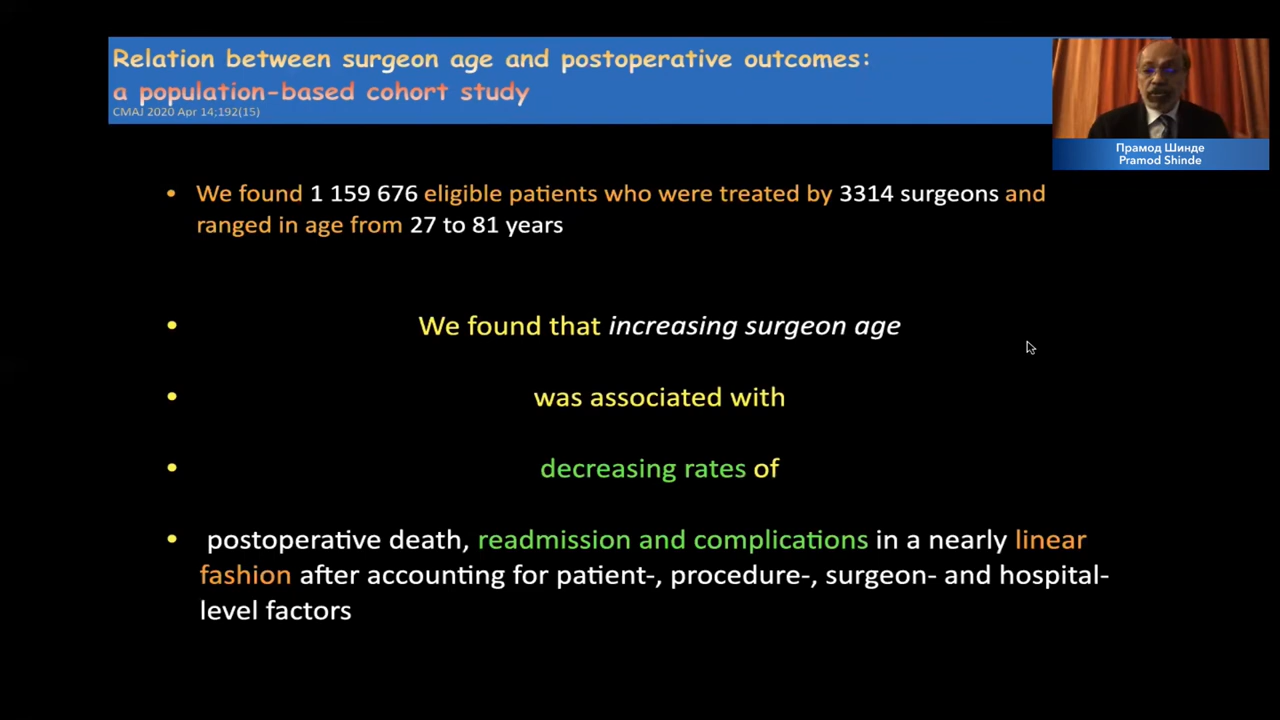 Relation between surgeon age and postoperative outcomes:
a population-based cohort study
CMAJ 2020 Apr 14;192(15)
Прамод Шинде
Pramod Shinde
• We found 1 159 676 eligible patients who were treated by 3314 surgeons and
ranged in age from 27 to 81 years
• We found that increasing surgeon age
• was associated with
• decreasing rates of
• postoperative death, readmission and complications in a nearly linear
fashion after accounting for patient-, procedure-, surgeon- and hospital-
level factors